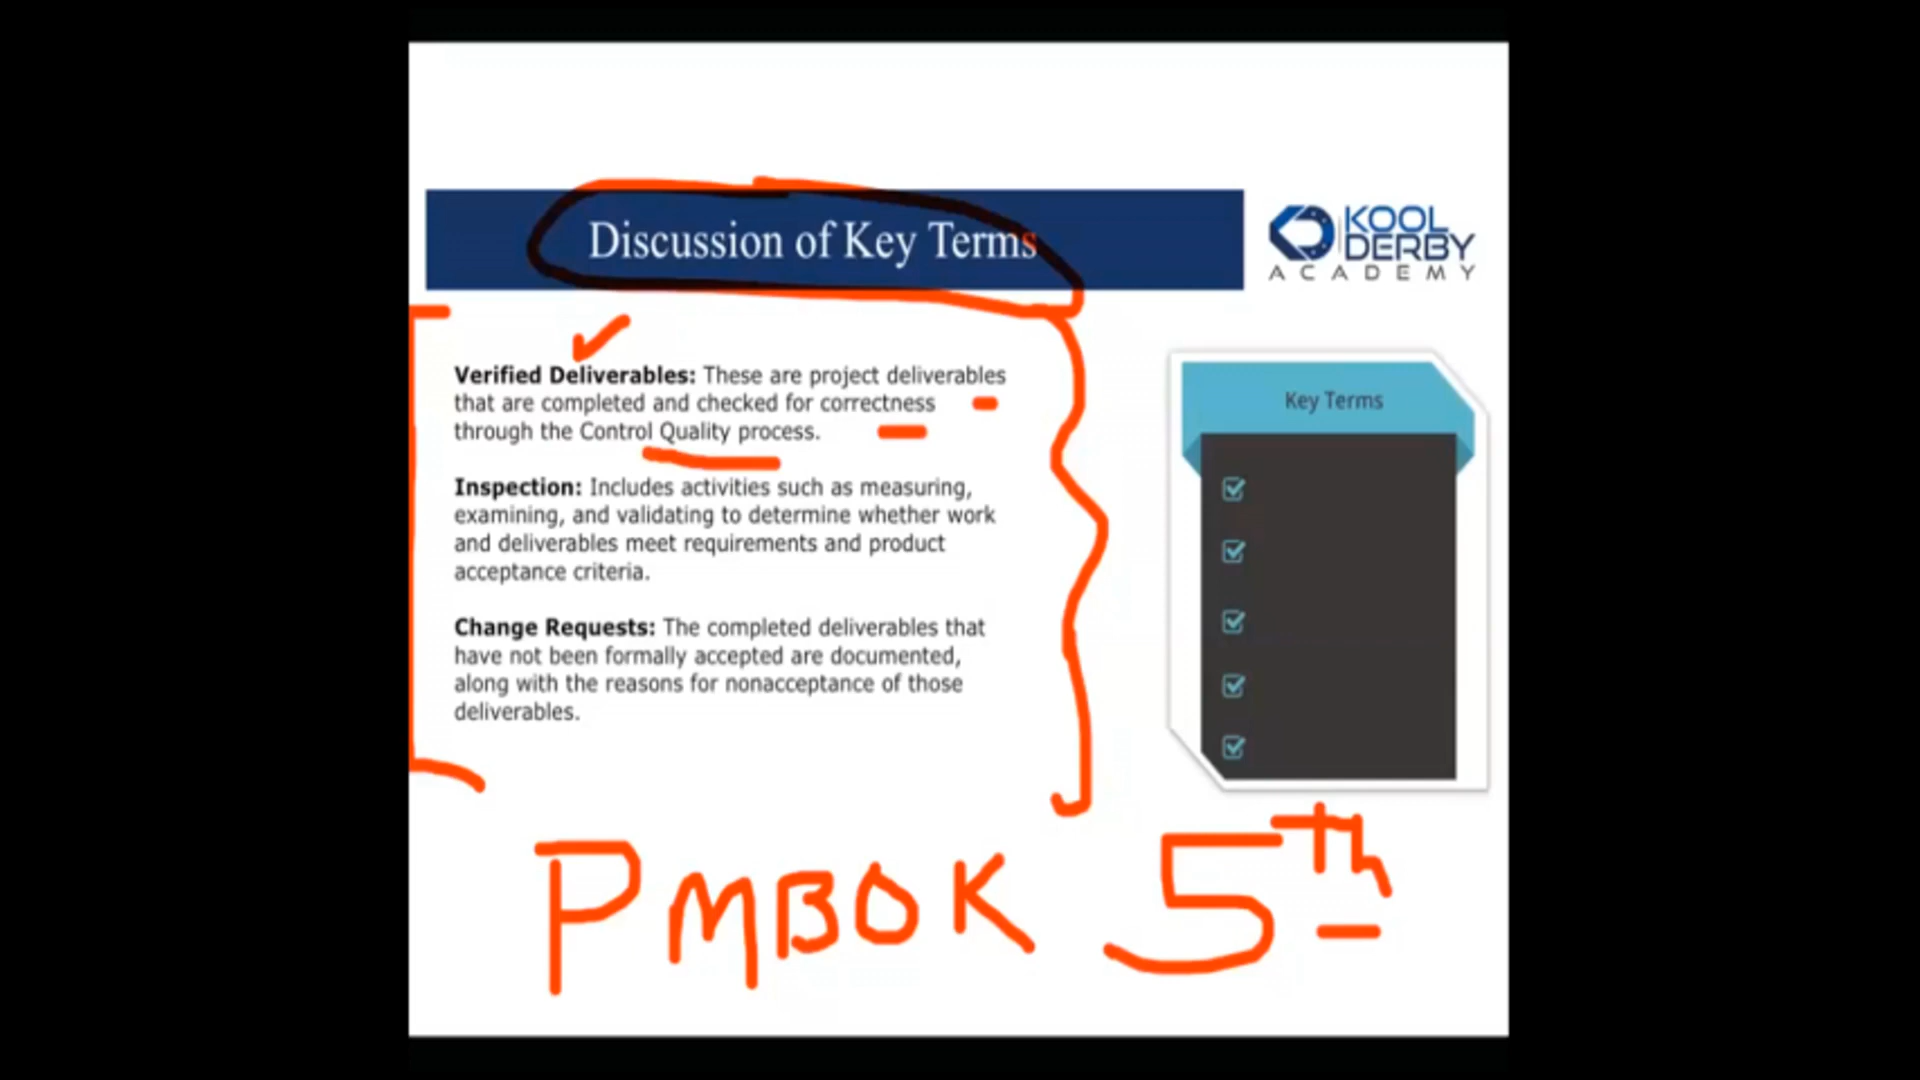 Discussion of Key Terms
KOOL
DERBY
ACADEMY
Verified Deliverables: These are project deliverables
that are completed and checked for correctness
through the Control Quality process.
Inspection: Includes activities such as measuring,
examining, and validating to determine whether work
and deliverables meet requirements and product
acceptance criteria.
Change Requests: The completed deliverables that
have not been formally accepted are documented,
along with the reasons for nonacceptance of those
deliverables.
Key Terms
PMBOK 5th